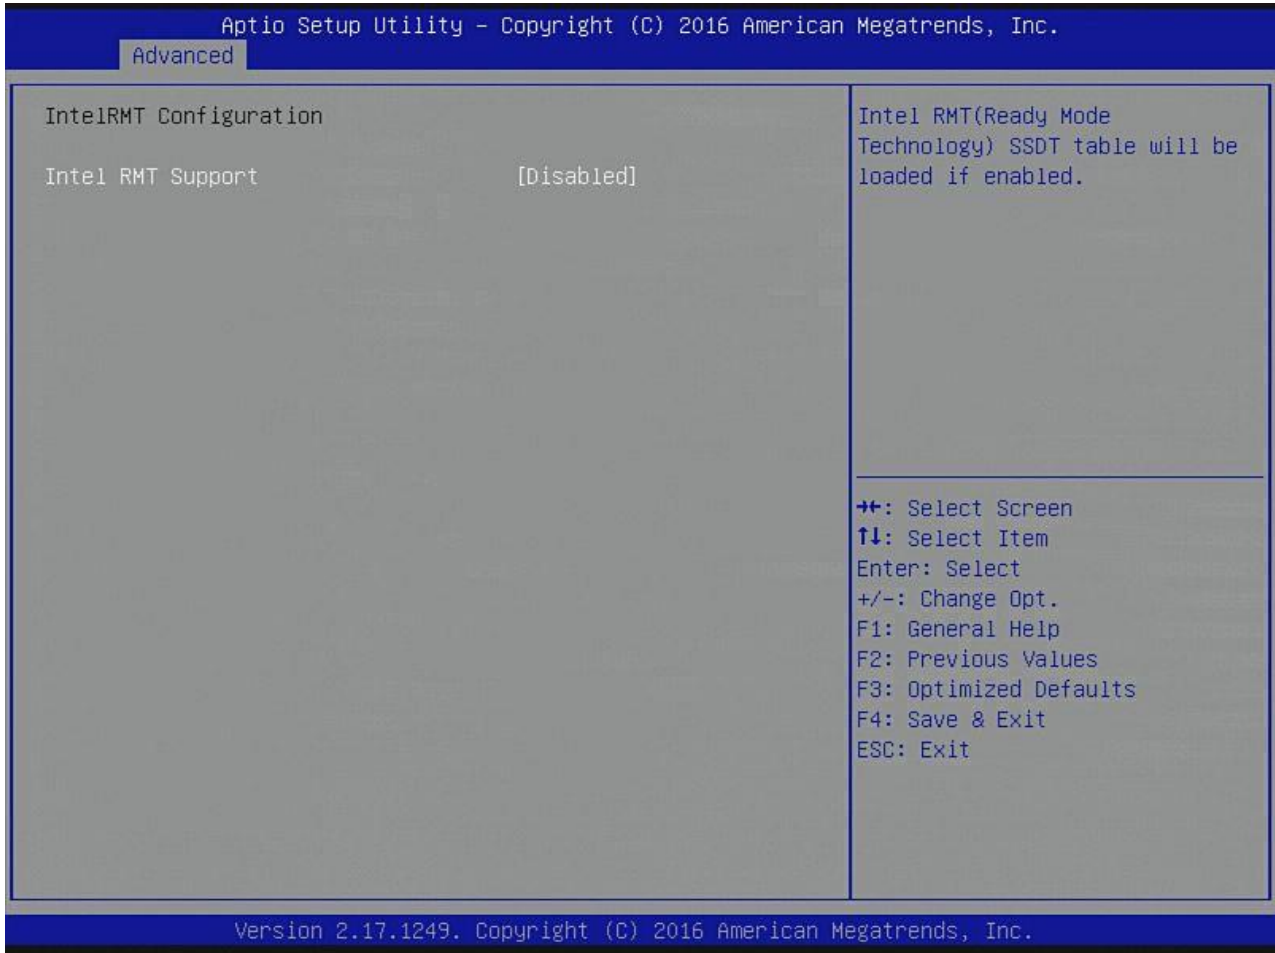 Aptio Setup Utility – Copyright (C) 2016 American Megatrends, Inc.
Advanced
IntelRMT Configuration
Intel RMT Support [Disabled]
Intel RMT(Ready Mode
Technology) SSDT table will be
loaded if enabled.
→←: Select Screen
↑↓: Select Item
Enter: Select
+/-: Change Opt.
F1: General Help
F2: Previous Values
F3: Optimized Defaults
F4: Save & Exit
ESC: Exit
Version 2.17.1249. Copyright (C) 2016 American Megatrends, Inc.